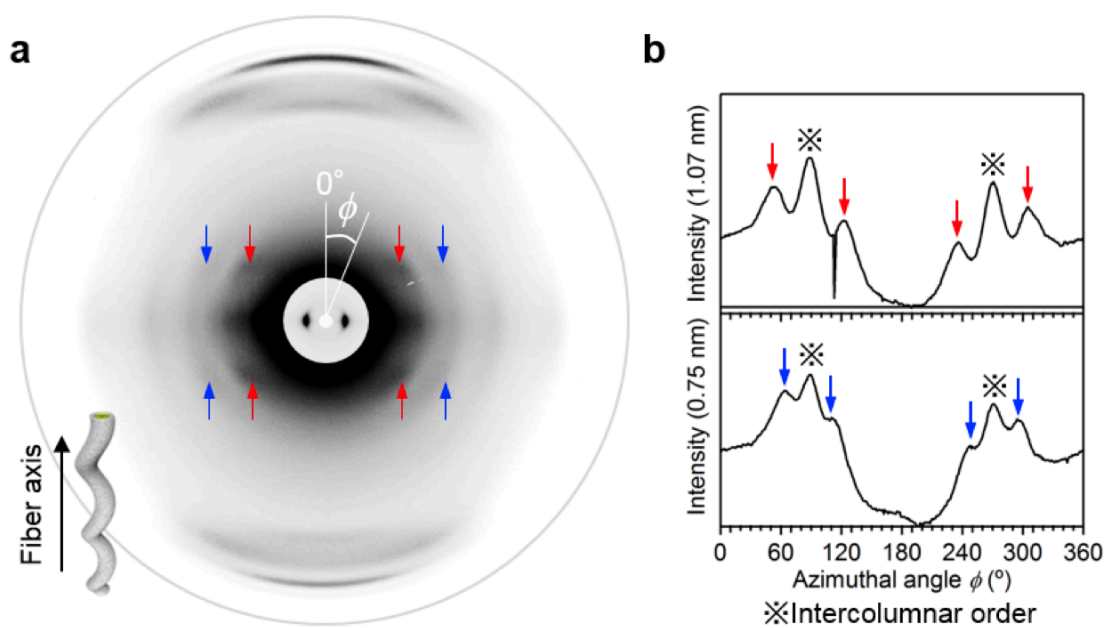 a
0°
ϕ
Fiber axis
b
※
※
Intensity (1.07 nm)
※
※
Intensity (0.75 nm)
0 60 120 180 240 300 360
Azimuthal angle ϕ (º)
※Intercolumnar order